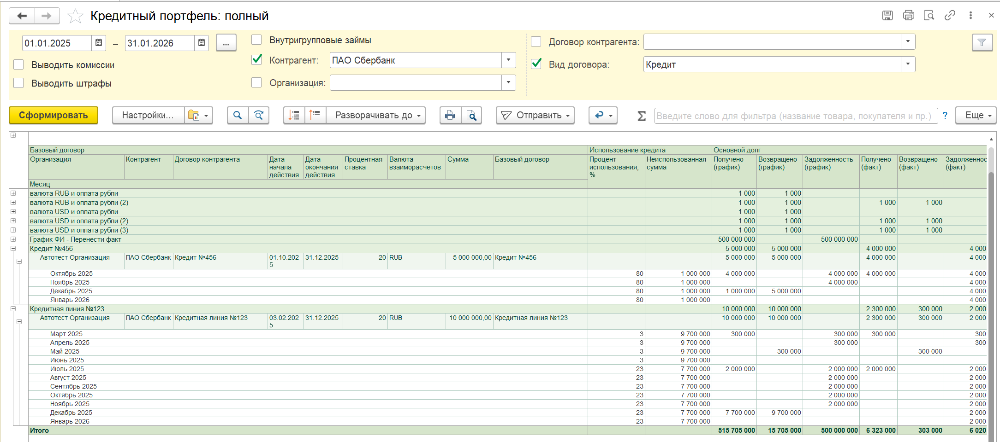 Кредитный портфель: полный
01.01.2025 – 31.01.2026 ...
Внутригрупповые займы
Договор контрагента:
Контрагент: ПАО Сбербанк
Вид договора: Кредит
Выводить комиссии
Выводить штрафы
Организация:
Сформировать Настройки... Разворачивать до Отправить Σ Введите слово для фильтра (название товара, покупателя и пр.) ? Еще
Базовый договор Использование кредита Основной долг
Организация Контрагент Договор контрагента Дата начала действия Дата окончания действия Процентная ставка Валюта взаиморасчетов Сумма Базовый договор Процент использования, % Неиспользованная сумма Получено (график) Возвращено (график) Задолженность (график) Получено (факт) Возвращено (факт) Задолженнос (факт)
Месяц
валюта RUB и оплата рубли 1 000 1 000
валюта RUB и оплата рубли (2) 1 000 1 000 1 000 1 000
валюта USD и оплата рубли 1 000 1 000
валюта USD и оплата рубли (2) 1 000 1 000 1 000 1 000
валюта USD и оплата рубли (3) 1 000 1 000 1 000 1 000
График ФИ - Перенести факт 500 000 000 500 000 000
Кредит №456 5 000 000 5 000 000 4 000 000 4 000
Автотест Организация ПАО Сбербанк Кредит №456 01.10.2025 31.12.2025 20 RUB 5 000 000,00 Кредит №456 5 000 000 5 000 000 4 000 000 4 000
Октябрь 2025 80 1 000 000 4 000 000 4 000 000 4 000 000 4 000
Ноябрь 2025 80 1 000 000 4 000 000 4 000
Декабрь 2025 80 1 000 000 1 000 000 5 000 000 4 000
Январь 2026 80 1 000 000 4 000
Кредитная линия №123 10 000 000 10 000 000 2 300 000 300 000 2 000
Автотест Организация ПАО Сбербанк Кредитная линия №123 03.02.2025 31.12.2025 20 RUB 10 000 000,00 Кредитная линия №123 10 000 000 10 000 000 2 300 000 300 000 2 000
Март 2025 3 9 700 000 300 000 300 000 300 000 300
Апрель 2025 3 9 700 000 300 000 300
Май 2025 3 9 700 000 300 000 300 000
Июнь 2025 3 9 700 000
Июль 2025 23 7 700 000 2 000 000 2 000 000 2 000 000 2 000
Август 2025 23 7 700 000 2 000 000 2 000
Сентябрь 2025 23 7 700 000 2 000 000 2 000
Октябрь 2025 23 7 700 000 2 000 000 2 000
Ноябрь 2025 23 7 700 000 2 000 000 2 000
Декабрь 2025 23 7 700 000 7 700 000 9 700 000 2 000
Январь 2026 23 7 700 000 2 000
Итого 515 705 000 15 705 000 500 000 000 6 323 000 303 000 6 020